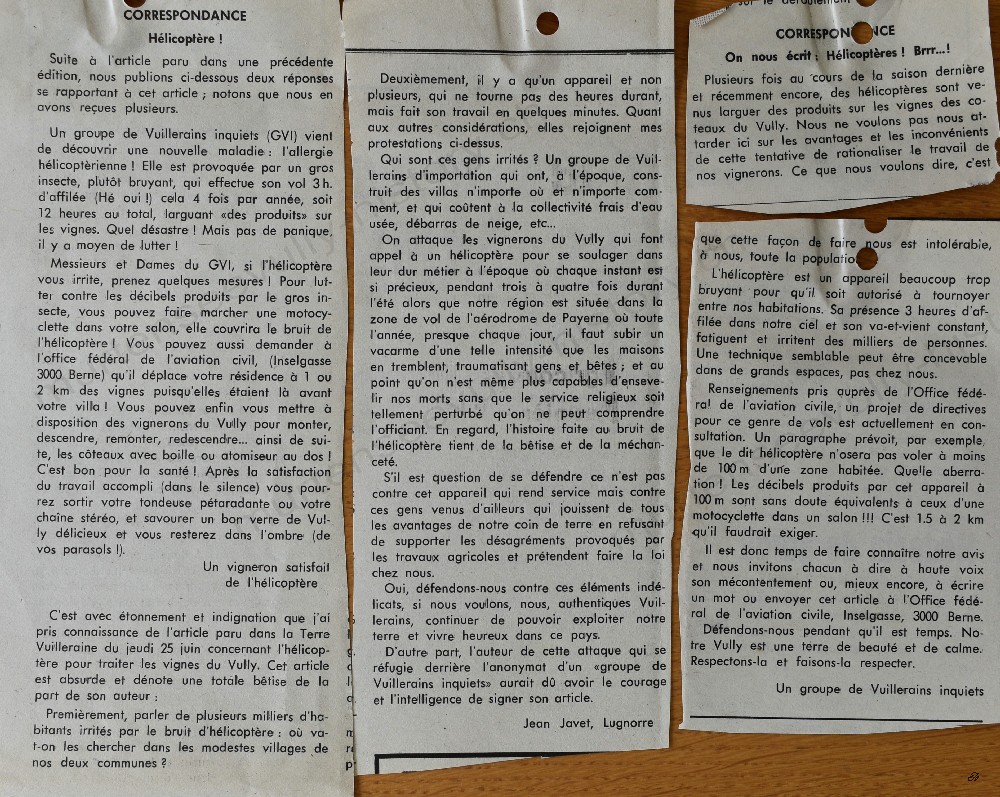 CORRESPONDANCE
Hélicoptère !
Suite à l'article paru dans une précédente
édition, nous publions ci-dessous deux réponses
se rapportant à cet article ; notons que nous en
avons reçues plusieurs.
Un groupe de Vuillerains inquiets (GVI) vient
de découvrir une nouvelle maladie : l'allergie
hélicoptèrienne ! Elle est provoquée par un gros
insecte, plutôt bruyant, qui effectue son vol 3 h.
d'affilée (Hé oui !) cela 4 fois par année, soit
12 heures au total, larguant «des produits» sur
les vignes. Quel désastre ! Mais pas de panique,
il y a moyen de lutter !
Messieurs et Dames du GVI, si l'hélicoptère
vous irrite, prenez quelques mesures ! Pour lut-
ter contre les décibels produits par le gros in-
secte, vous pouvez faire marcher une motocy-
clette dans votre salon, elle couvrira le bruit de
l'hélicoptère ! Vous pouvez aussi demander à
l'office fédéral de l'aviation civil, (Inselgasse
3000 Berne) qu'il déplace votre résidence à 1 ou
2 km des vignes puisqu'elles étaient là avant
votre villa ! Vous pouvez enfin vous mettre à
disposition des vignerons du Vully pour monter,
descendre, remonter, redescendre... ainsi de sui-
te, les côteaux avec boille ou atomiseur au dos !
C'est bon pour la santé ! Après la satisfaction
du travail accompli (dans le silence) vous pour-
rez sortir votre tondeuse pétaradante ou votre
chaîne stéréo, et savourer un bon verre de Vul-
ly délicieux et vous resterez dans l'ombre (de
vos parasols !).
Un vigneron satisfait
de l'hélicoptère
C'est avec étonnement et indignation que j'ai
pris connaissance de l'article paru dans la Terre
Vuilleraine du jeudi 25 juin concernant l'hélicop-
tère pour traiter les vignes du Vully. Cet article
est absurde et dénote une totale bêtise de la
part de son auteur :
Premièrement, parler de plusieurs milliers d'ha-
bitants irrités par le bruit d'hélicoptère : où va-
t-on les chercher dans les modestes villages de
nos deux communes ?
Deuxièmement, il y a qu'un appareil et non
plusieurs, qui ne tourne pas des heures durant,
mais fait son travail en quelques minutes. Quant
aux autres considérations, elles rejoignent mes
protestations ci-dessus.
Qui sont ces gens irrités ? Un groupe de Vuil-
lerains d'importation qui ont, à l'époque, cons-
truit des villas n'importe où et n'importe com-
ment, et qui coûtent à la collectivité frais d'eau
usée, débarras de neige, etc...
On attaque les vignerons du Vully qui font
appel à un hélicoptère pour se soulager dans
leur dur métier à l'époque où chaque instant est
si précieux, pendant trois à quatre fois durant
l'été alors que notre région est située dans la
zone de vol de l'aérodrome de Payerne où toute
l'année, presque chaque jour, il faut subir un
vacarme d'une telle intensité que les maisons
en tremblent, traumatisant gens et bêtes ; et au
point qu'on n'est même plus capables d'enseve-
lir nos morts sans que le service religieux soit
tellement perturbé qu'on ne peut comprendre
l'officiant. En regard, l'histoire faite au bruit de
l'hélicoptère tient de la bêtise et de la méchan-
ceté.
S'il est question de se défendre ce n'est pas
contre cet appareil qui rend service mais contre
ces gens venus d'ailleurs qui jouissent de tous
les avantages de notre coin de terre en refusant
de supporter les désagréments provoqués par
les travaux agricoles et prétendent faire la loi
chez nous.
Oui, défendons-nous contre ces éléments indé-
licats, si nous voulons, nous, authentiques Vuil-
lerains, continuer de pouvoir exploiter notre
terre et vivre heureux dans ce pays.
D'autre part, l'auteur de cette attaque qui se
réfugie derrière l'anonymat d'un «groupe de
Vuillerains inquiets» aurait dû avoir le courage
et l'intelligence de signer son article.
Jean Javet, Lugnorre
CORRESPON NCE
On nous écrit : Hélicoptères ! Brrr...!
Plusieurs fois au cours de la saison dernière
et récemment encore, des hélicoptères sont ve-
nus larguer des produits sur les vignes des co-
teaux du Vully. Nous ne voulons pas nous at-
tarder ici sur les avantages et les inconvénients
de cette tentative de rationaliser le travail de
nos vignerons. Ce que nous voulons dire, c'est
que cette façon de faire nous est intolérable,
à nous, toute la population
L'hélicoptère est un appareil beaucoup trop
bruyant pour qu'il soit autorisé à tournoyer
entre nos habitations. Sa présence 3 heures d'af-
filée dans notre ciel et son va-et-vient constant,
fatiguent et irritent des milliers de personnes.
Une technique semblable peut être concevable
dans de grands espaces, pas chez nous.
Renseignements pris auprès de l'Office fédé-
ral de l'aviation civile, un projet de directives
pour ce genre de vols est actuellement en con-
sultation. Un paragraphe prévoit, par exemple,
que le dit hélicoptère n'osera pas voler à moins
de 100 m d'une zone habitée. Quelle aberra-
tion ! Les décibels produits par cet appareil à
100 m sont sans doute équivalents à ceux d'une
motocyclette dans un salon !!! C'est 1.5 à 2 km
qu'il faudrait exiger.
Il est donc temps de faire connaître notre avis
et nous invitons chacun à dire à haute voix
son mécontentement ou, mieux encore, à écrire
un mot ou envoyer cet article à l'Office fédé-
ral de l'aviation civile, Inselgasse, 3000 Berne.
Défendons-nous pendant qu'il est temps. No-
tre Vully est une terre de beauté et de calme.
Respectons-la et faisons-la respecter.
Un groupe de Vuillerains inquiets